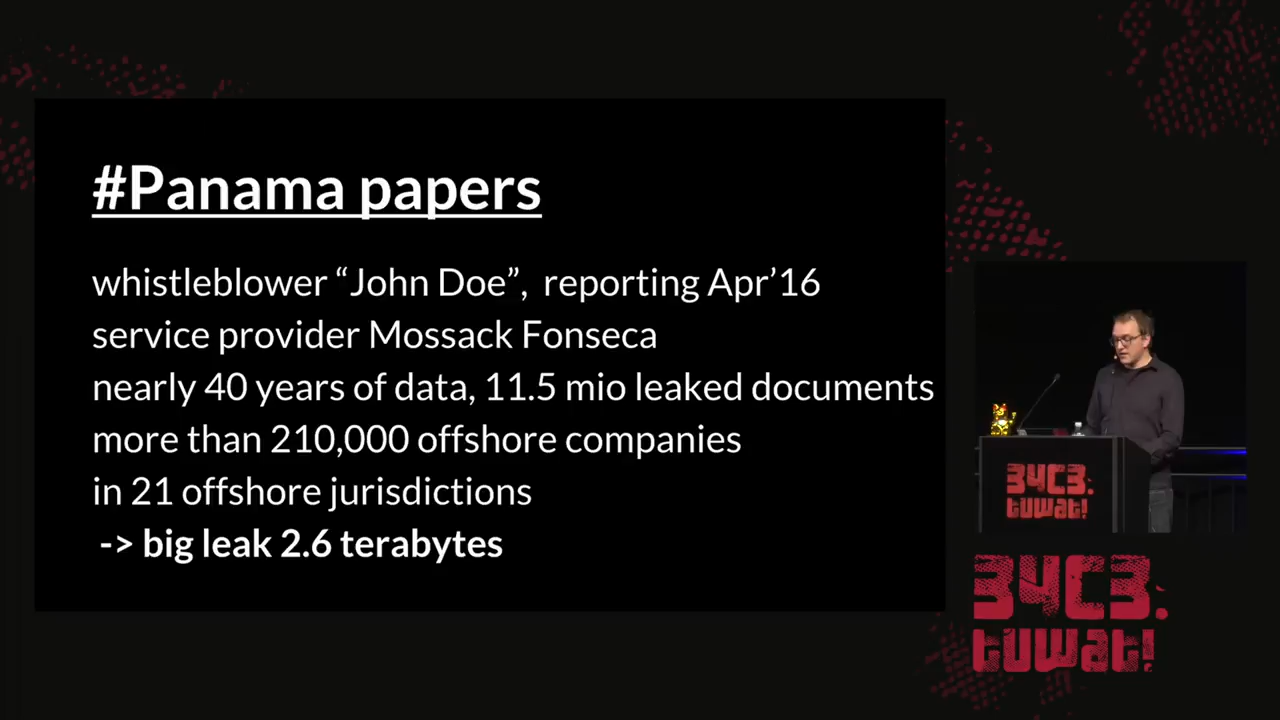 #Panama papers
whistleblower “John Doe”,  reporting Apr’16
service provider Mossack Fonseca
nearly 40 years of data, 11.5 mio leaked documents
more than 210,000 offshore companies
in 21 offshore jurisdictions
-> big leak 2.6 terabytes
34C3.
tuwat!
34C3.
tuwat!